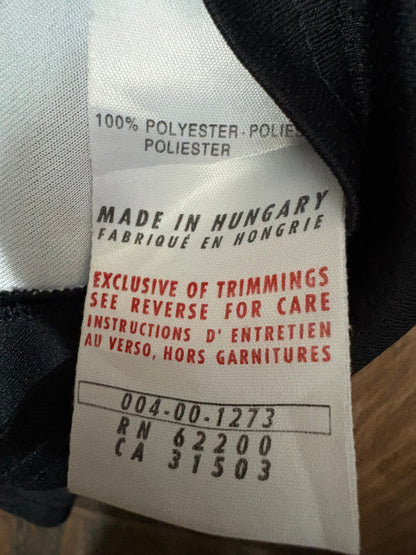 100% POLYESTER - POLIES
POLIESTER
MADE IN HUNGARY
FABRIQUÉ EN HONGRIE
EXCLUSIVE OF TRIMMINGS
SEE REVERSE FOR CARE
INSTRUCTIONS D' ENTRETIEN
AU VERSO, HORS GARNITURES
004-00-1273
RN 62200
CA 31503